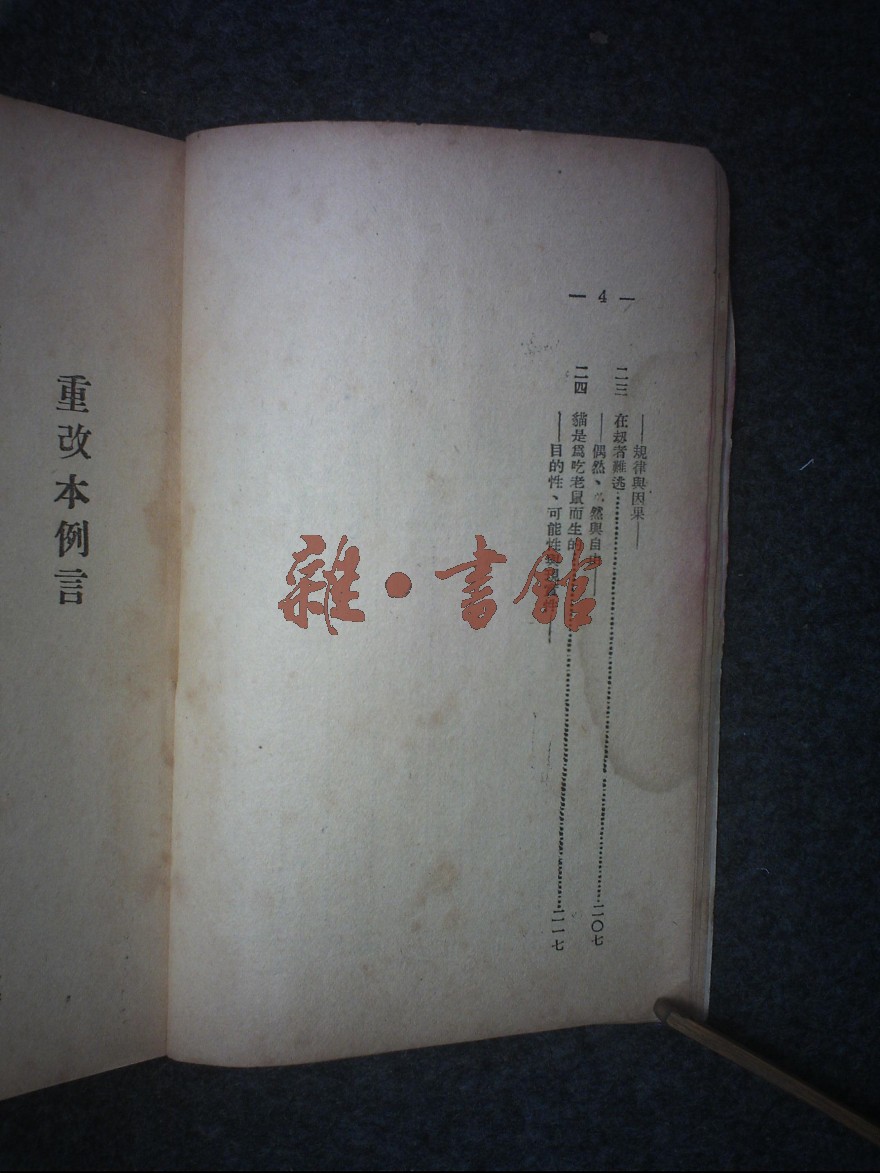 — 4 —
——規律與因果——
二三 在刼者難逃 二〇七
——偶然、然與自由——
二四 貓是爲吃老鼠而生的 二一七
——目的性、可能性與
重改本例言
雜·書館